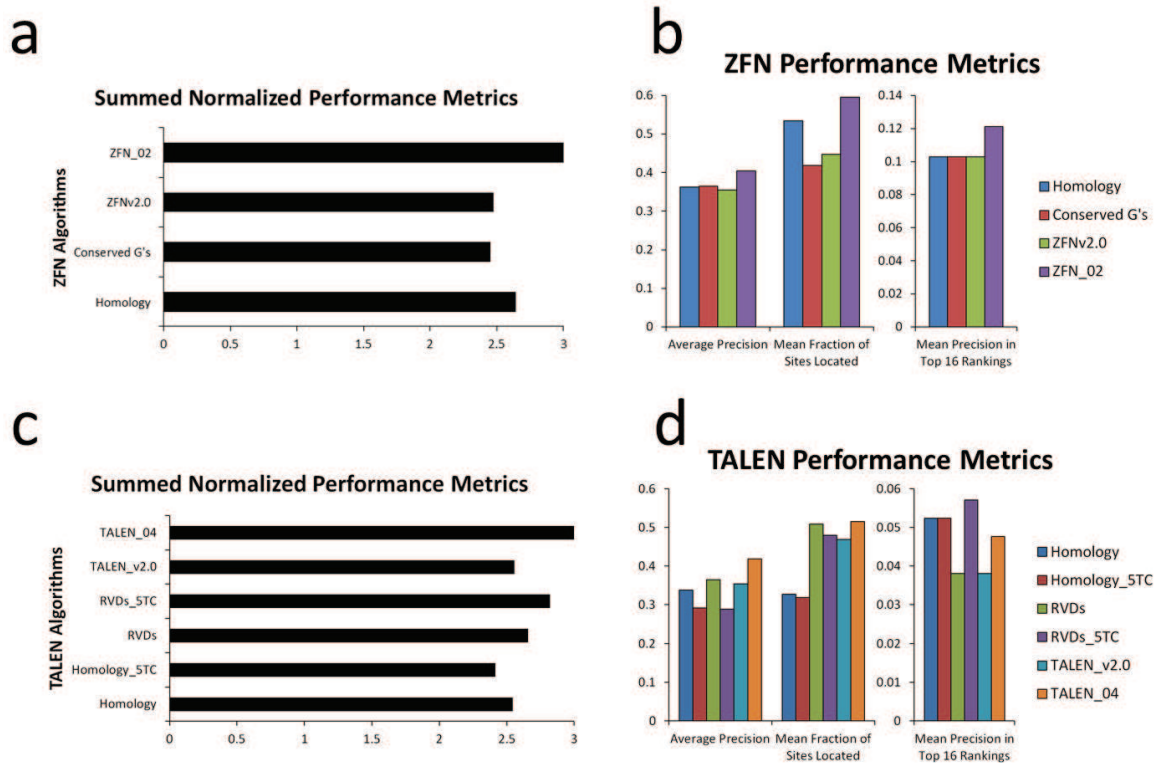 a
Summed Normalized Performance Metrics
ZFN Algorithms
ZFN_02
ZFNv2.0
Conserved G's
Homology
0 0.5 1 1.5 2 2.5 3
b
ZFN Performance Metrics
0.6
0.5
0.4
0.3
0.2
0.1
0
Average Precision
Mean Fraction of
Sites Located
0.14
0.12
0.1
0.08
0.06
0.04
0.02
0
Mean Precision in
Top 16 Rankings
Homology
Conserved G's
ZFNv2.0
ZFN_02
c
Summed Normalized Performance Metrics
TALEN Algorithms
TALEN_04
TALEN_v2.0
RVDs_5TC
RVDs
Homology_5TC
Homology
0 0.5 1 1.5 2 2.5 3
d
TALEN Performance Metrics
0.6
0.5
0.4
0.3
0.2
0.1
0
Average Precision
Mean Fraction of
Sites Located
0.06
0.05
0.04
0.03
0.02
0.01
0
Mean Precision in
Top 16 Rankings
Homology
Homology_5TC
RVDs
RVDs_5TC
TALEN_v2.0
TALEN_04